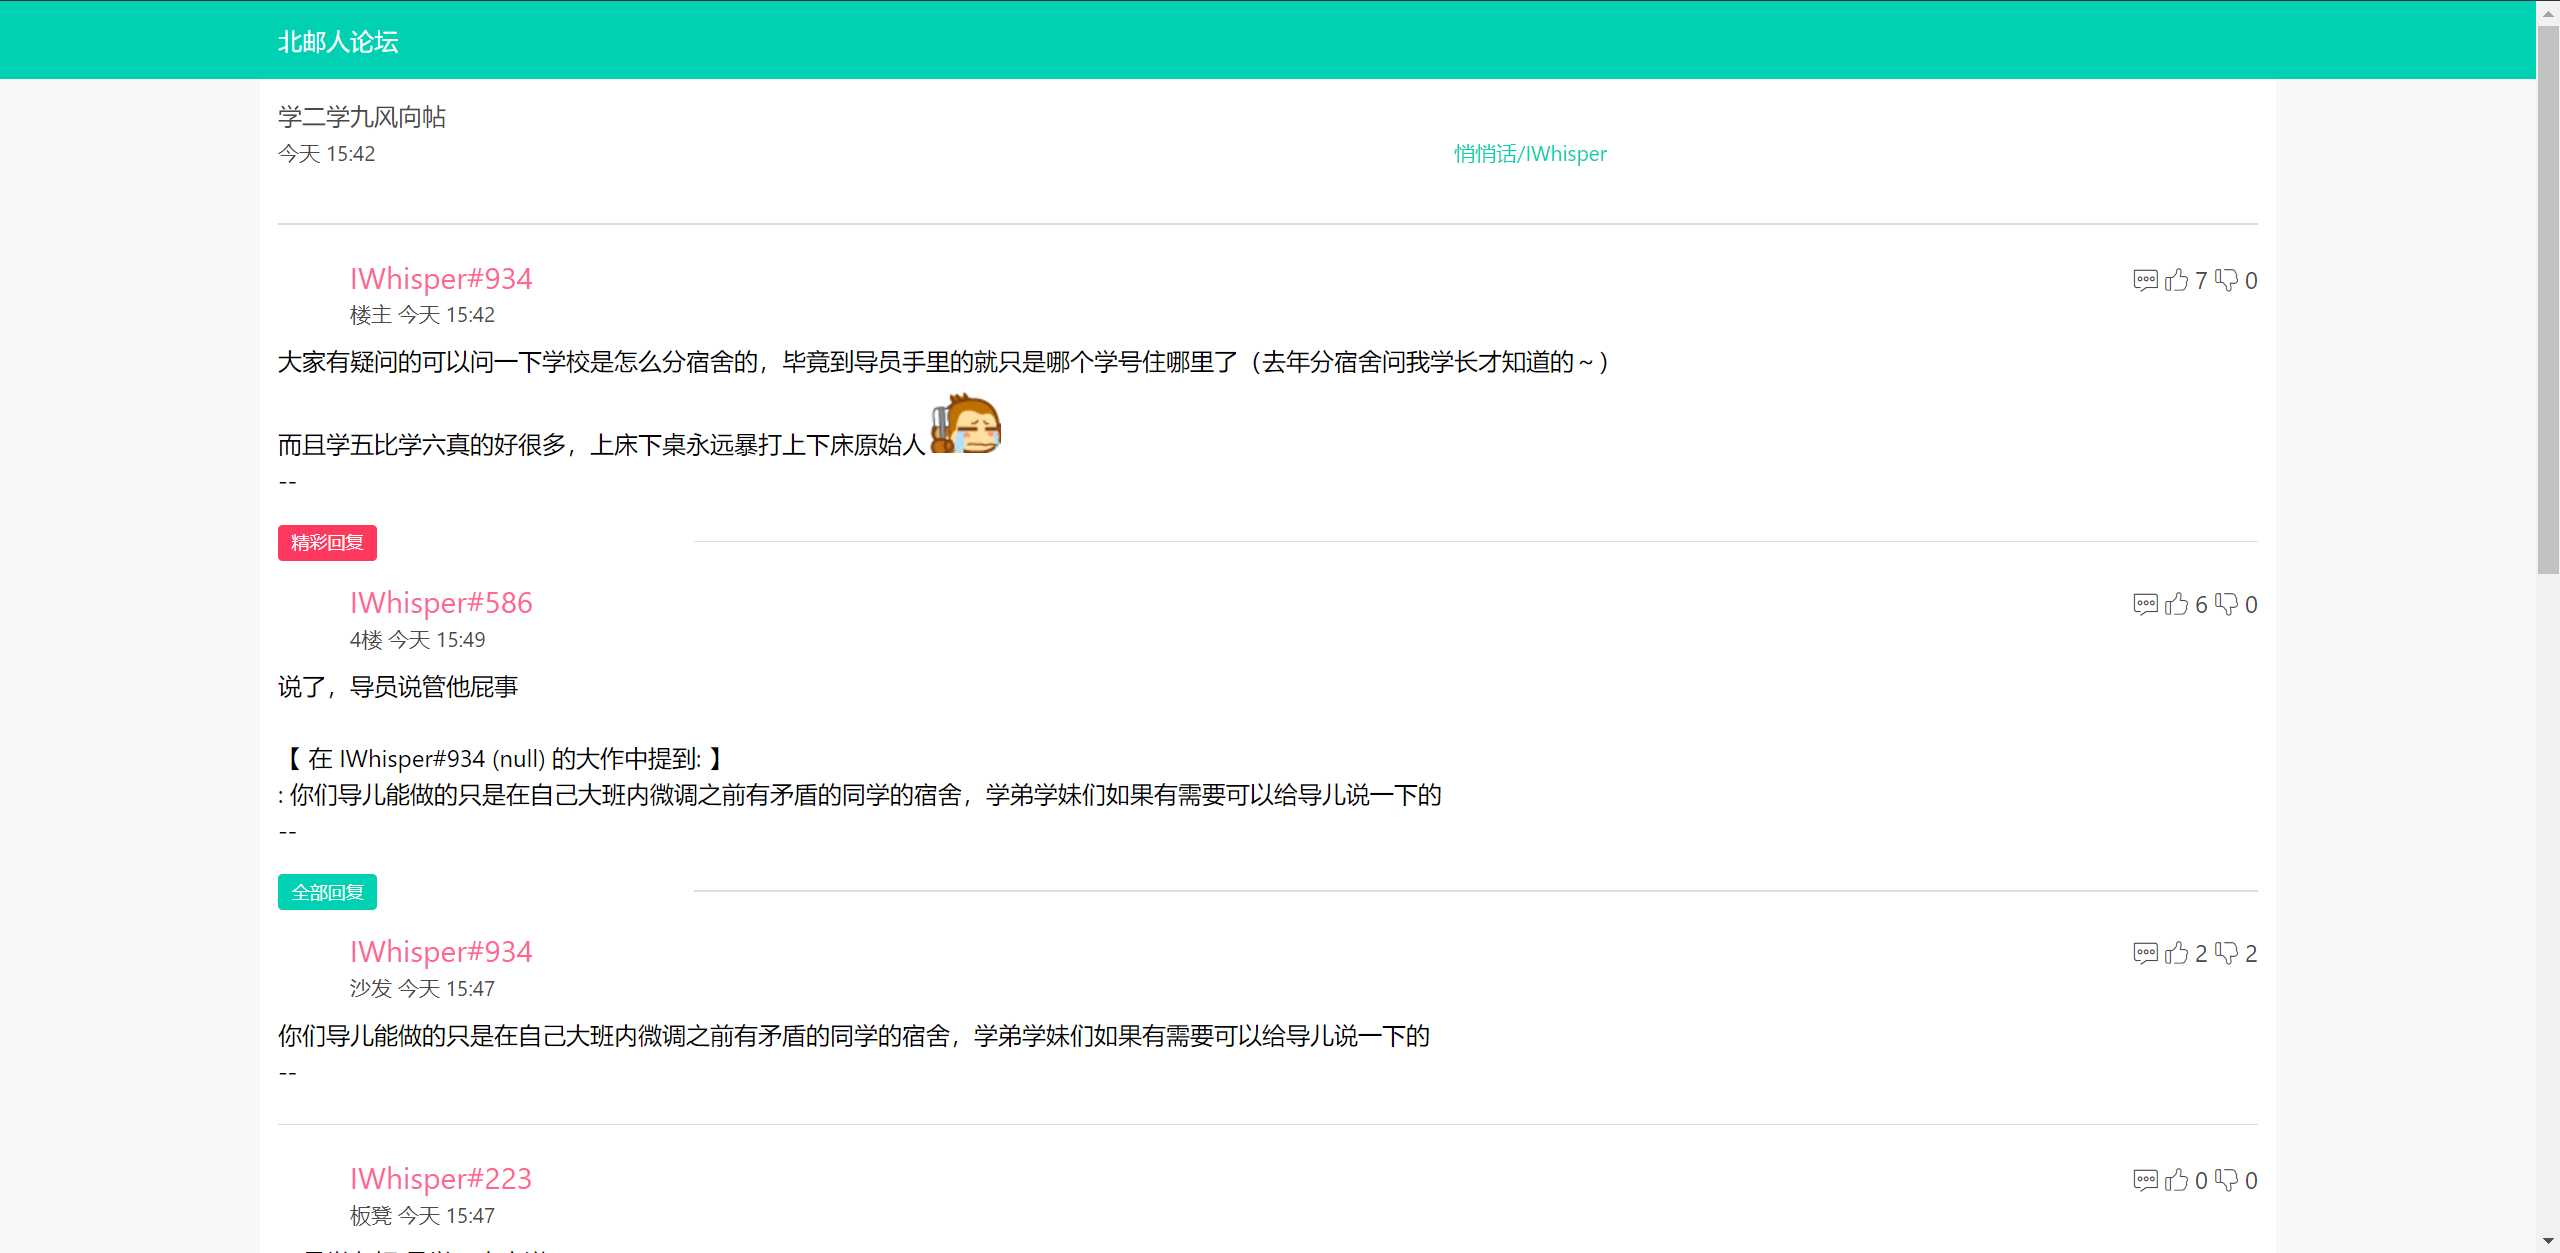 北邮人论坛
学二学九风向帖
今天 15:42 悄悄话/IWhisper
IWhisper#934 7 0
楼主 今天 15:42
大家有疑问的可以问一下学校是怎么分宿舍的，毕竟到导员手里的就只是哪个学号住哪里了（去年分宿舍问我学长才知道的～）
而且学五比学六真的好很多，上床下桌永远暴打上下床原始人
--
精彩回复
IWhisper#586 6 0
4楼 今天 15:49
说了，导员说管他屁事
【 在 IWhisper#934 (null) 的大作中提到: 】
: 你们导儿能做的只是在自己大班内微调之前有矛盾的同学的宿舍，学弟学妹们如果有需要可以给导儿说一下的
--
全部回复
IWhisper#934 2 2
沙发 今天 15:47
你们导儿能做的只是在自己大班内微调之前有矛盾的同学的宿舍，学弟学妹们如果有需要可以给导儿说一下的
--
IWhisper#223 0 0
板凳 今天 15:47